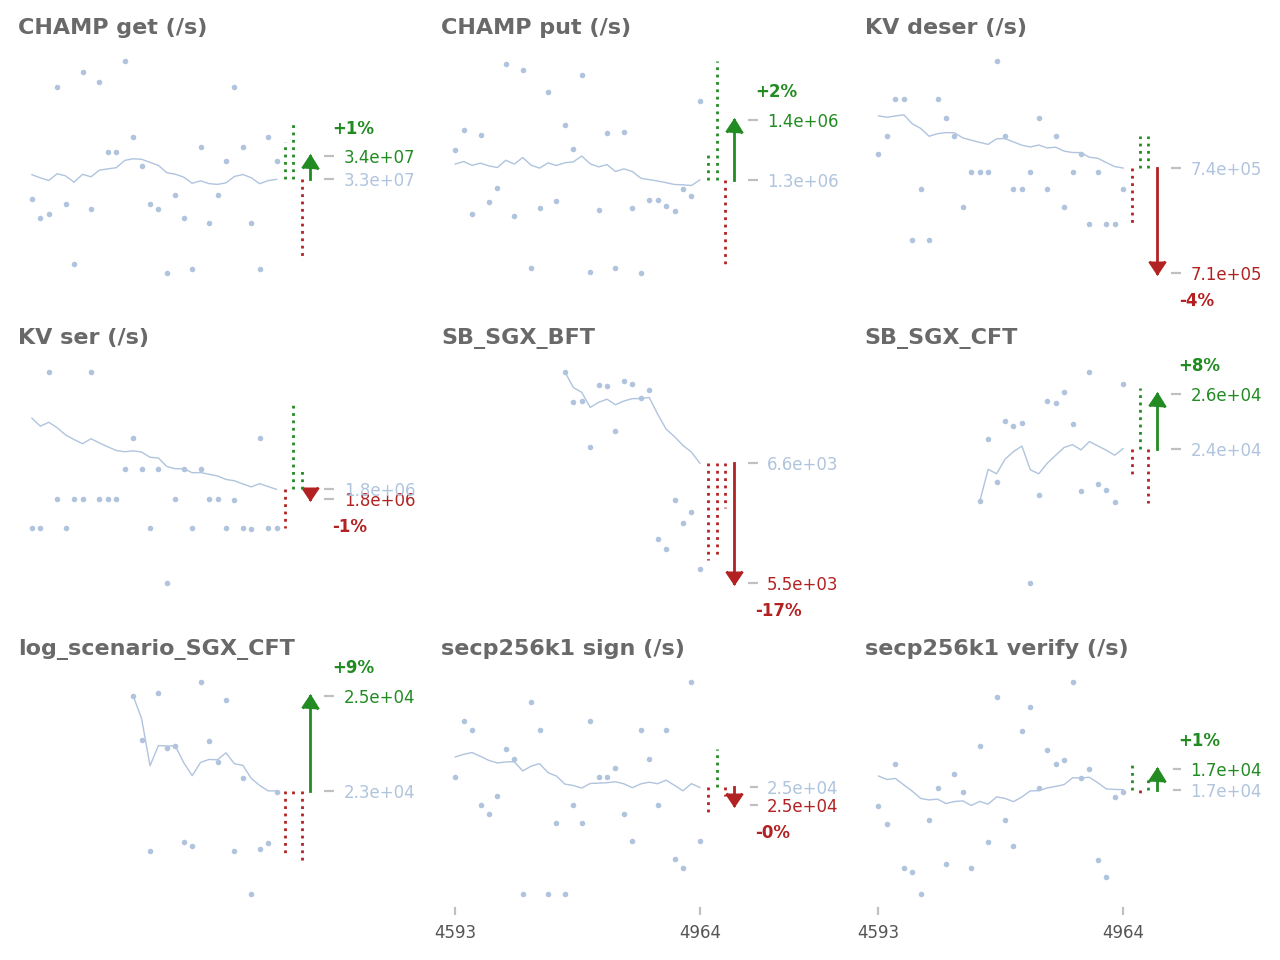 CHAMP get (/s)
+1%
3.4e+07
3.3e+07
CHAMP put (/s)
+2%
1.4e+06
1.3e+06
KV deser (/s)
7.4e+05
7.1e+05
-4%
KV ser (/s)
1.8e+06
1.8e+06
-1%
SB_SGX_BFT
6.6e+03
5.5e+03
-17%
SB_SGX_CFT
+8%
2.6e+04
2.4e+04
log_scenario_SGX_CFT
+9%
2.5e+04
2.3e+04
secp256k1 sign (/s)
2.5e+04
2.5e+04
-0%
4593 4964
secp256k1 verify (/s)
+1%
1.7e+04
1.7e+04
4593 4964